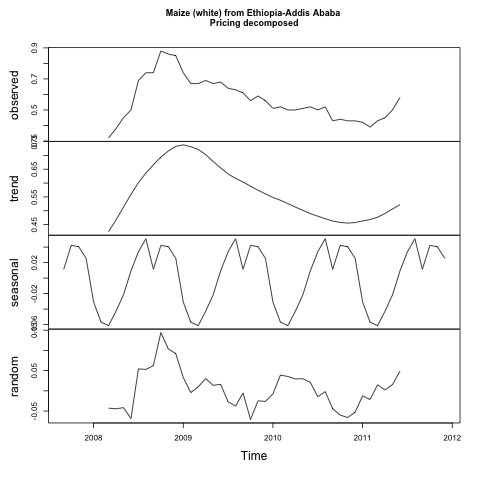 Maize (white) from Ethiopia-Addis Ababa
Pricing decomposed
observed
0.9
0.7
0.5
trend
0.65
0.55
0.45
seasonal
0.02
-0.02
random
0.05
-0.05
2008 2009 2010 2011 2012
Time